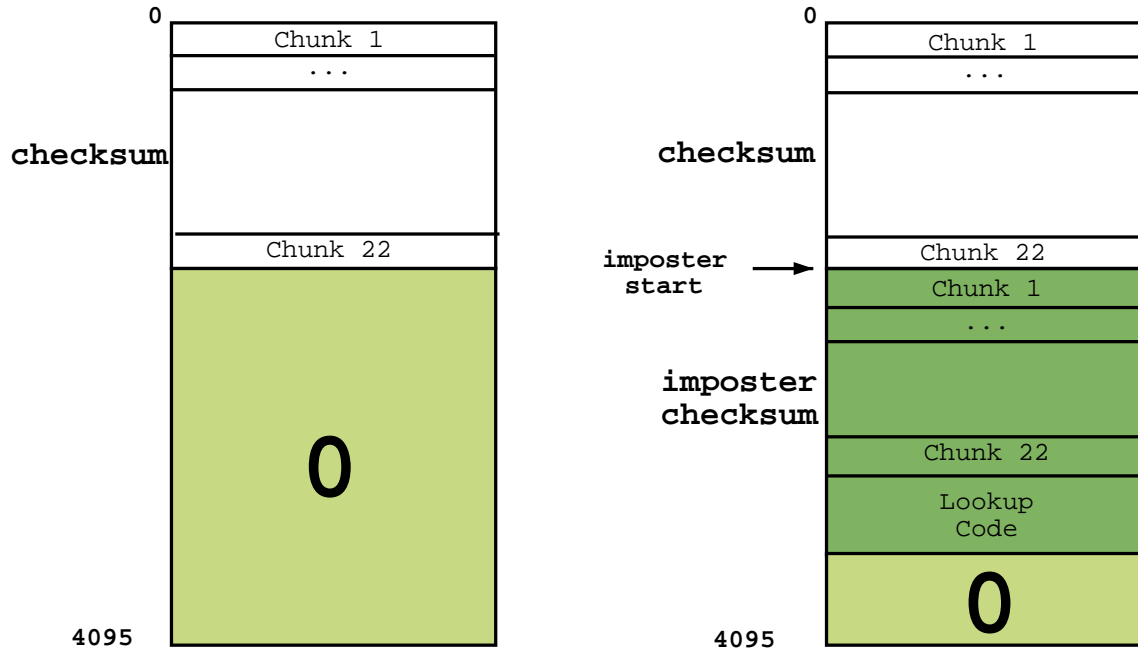 0
Chunk 1
...
checksum
Chunk 22
0
4095
0
Chunk 1
...
checksum
Chunk 22
imposter
start
Chunk 1
...
imposter
checksum
Chunk 22
Lookup
Code
0
4095